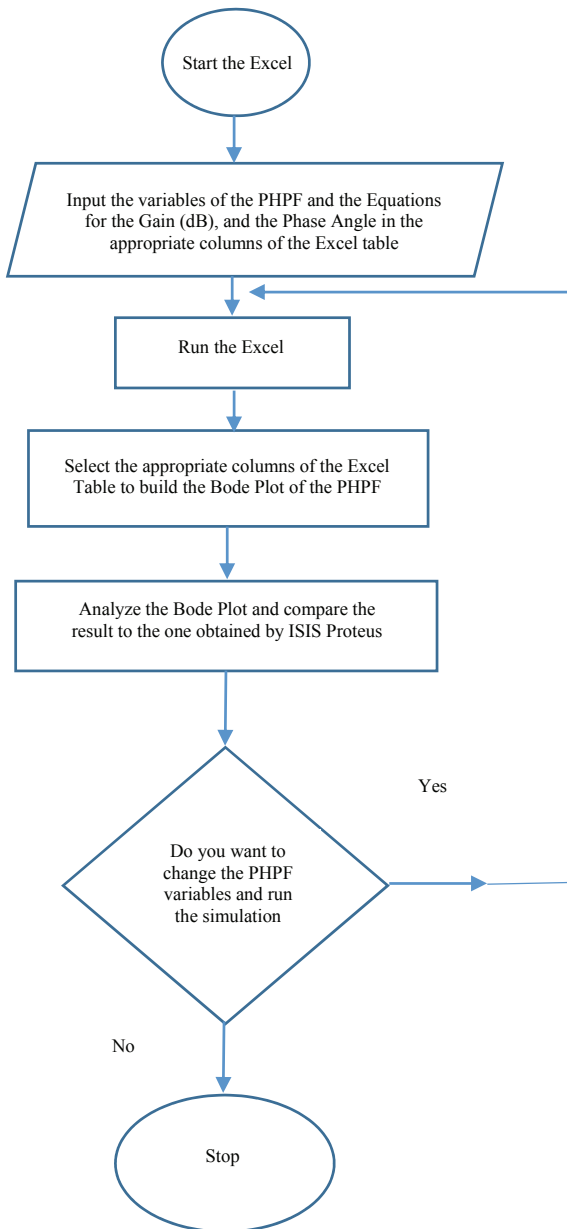 Start the Excel
Input the variables of the PHPF and the Equations
for the Gain (dB), and the Phase Angle in the
appropriate columns of the Excel table
Run the Excel
Select the appropriate columns of the Excel
Table to build the Bode Plot of the PHPF
Analyze the Bode Plot and compare the
result to the one obtained by ISIS Proteus
Yes
Do you want to
change the PHPF
variables and run
the simulation
No
Stop